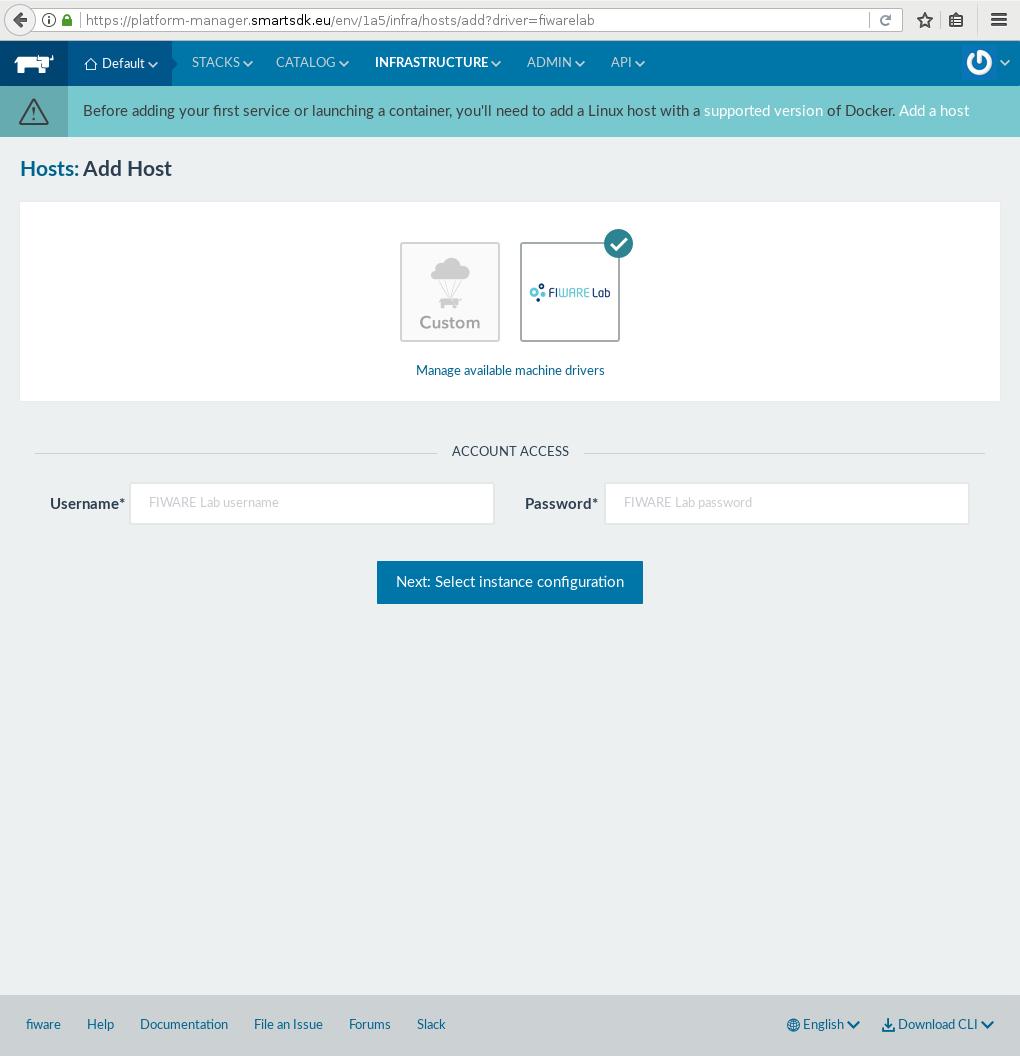 https://platform-manager.smartsdk.eu/env/1a5/infra/hosts/add?driver=fiwarelab
Default STACKS CATALOG INFRASTRUCTURE ADMIN API
Before adding your first service or launching a container, you'll need to add a Linux host with a supported version of Docker. Add a host
Hosts: Add Host
FIWARE Lab
Custom
Manage available machine drivers
ACCOUNT ACCESS
Username* FIWARE Lab username Password* FIWARE Lab password
Next: Select instance configuration
fiware Help Documentation File an Issue Forums Slack English Download CLI